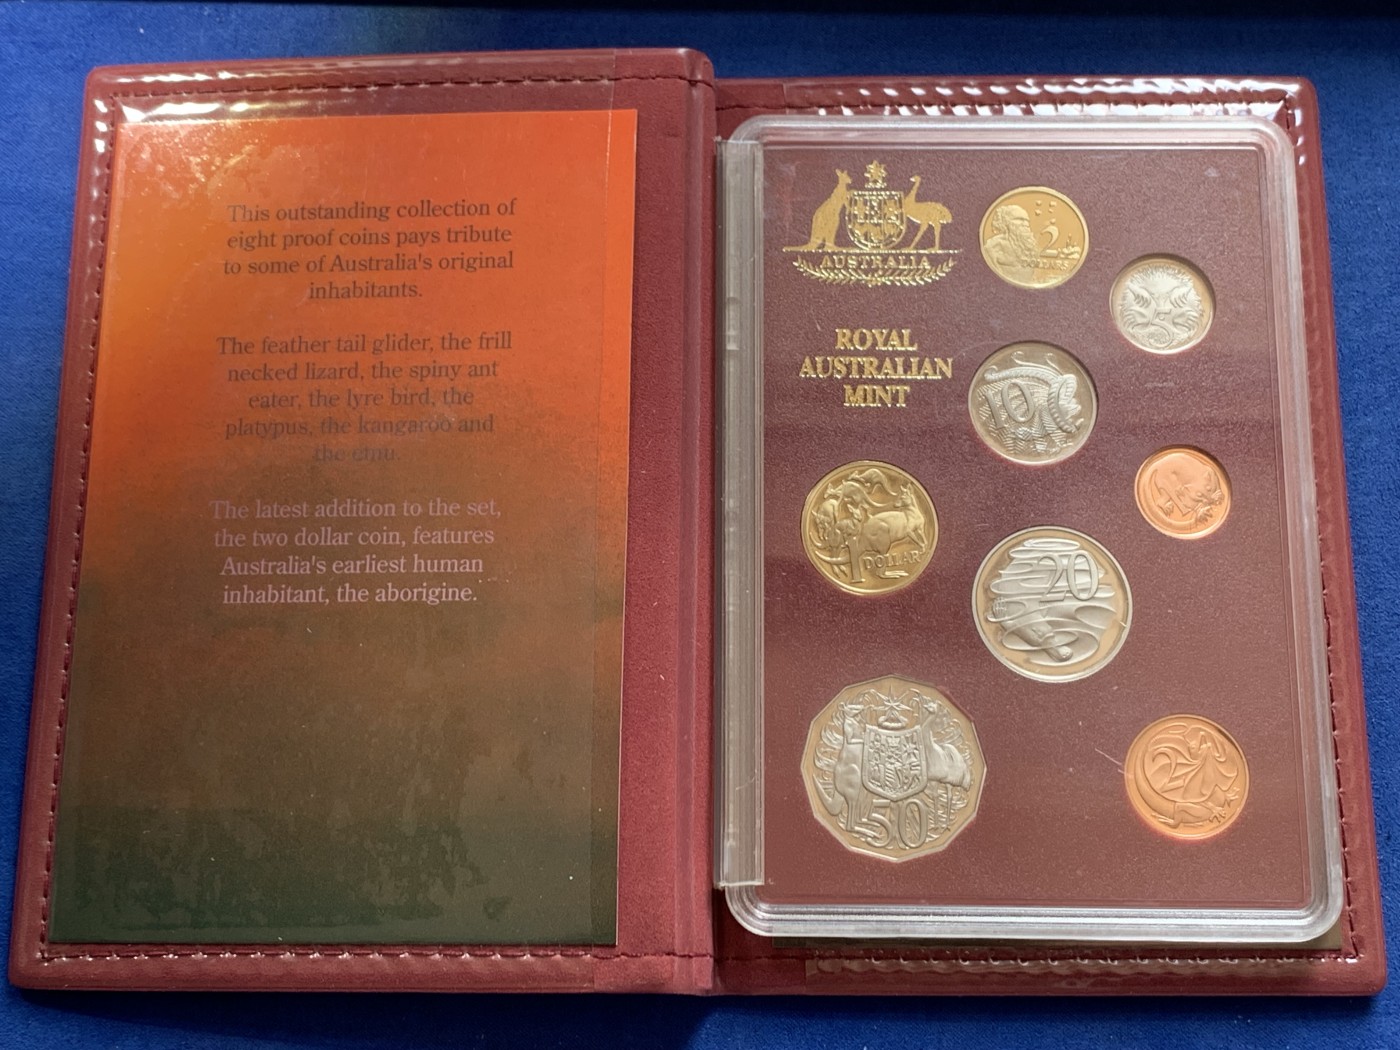 This outstanding collection of
eight proof coins pays tribute
to some of Australia's original
inhabitants.
The feather tail glider, the frill
necked lizard, the spiny ant
eater, the lyre bird, the
platypus, the kangaroo and
the emu.
The latest addition to the set,
the two dollar coin, features
Australia's earliest human
inhabitant, the aborigine.
AUSTRALIA
ROYAL
AUSTRALIAN
MINT
2
DOLLARS
5
10
1 DOLLAR
20
50
2